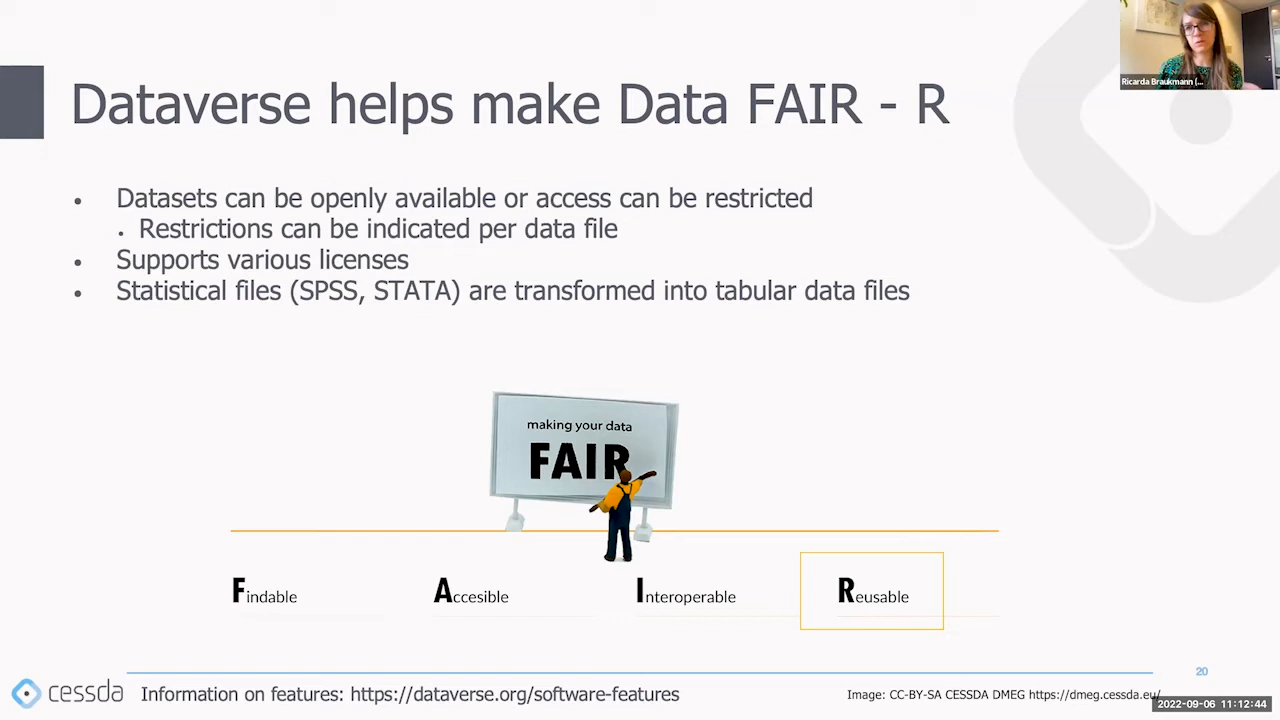 Dataverse helps make Data FAIR - R
Ricarda Braukmann (...
• Datasets can be openly available or access can be restricted
• Restrictions can be indicated per data file
• Supports various licenses
• Statistical files (SPSS, STATA) are transformed into tabular data files
making your data
FAIR
Findable Accesible Interoperable Reusable
20
cessda Information on features: https://dataverse.org/software-features Image: CC-BY-SA CESSDA DMEG https://dmeg.cessda.eu/
2022-09-06 11:12:44